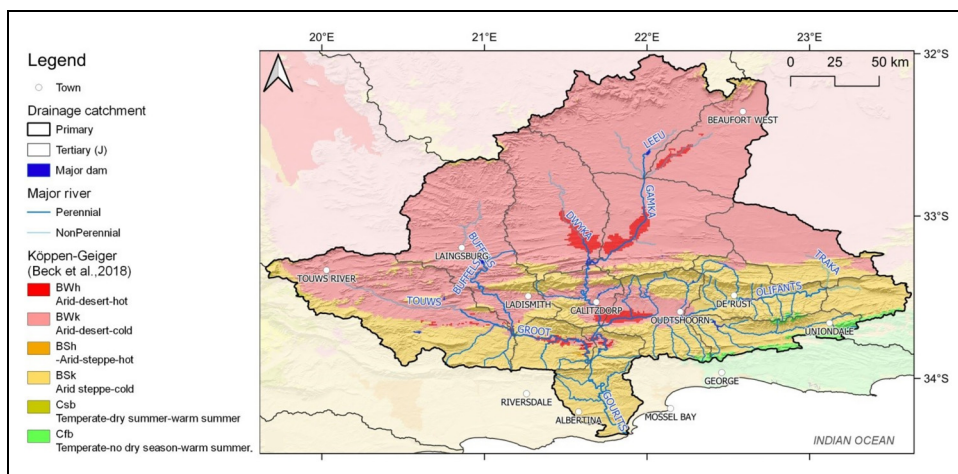 Legend
Town
Drainage catchment
Primary
Tertiary (J)
Major dam
Major river
Perennial
NonPerennial
Köppen-Geiger
(Beck et al.,2018)
BWh
Arid-desert-hot
BWk
Arid-desert-cold
BSh
-Arid-steppe-hot
BSk
Arid steppe-cold
Csb
Temperate-dry summer-warm summer
Cfb
Temperate-no dry season-warm summer.
20°E
21°E
22°E
23°E
32°S
0 25 50 km
BEAUFORT WEST
LEEU
GAMKA
33°S
DWYKA
BUFFELS
LAINGSBURG
TOUWS RIVER
BUFFELS
TRAKA
TOUWS
LADISMITH
CALITZDORP
DE RUST
OLIFANTS
OUDTSHOORN
GROOT
UNIONDALE
34°S
GEORGE
RIVERSDALE
GOURITS
ALBERTINA
MOSSEL BAY
INDIAN OCEAN